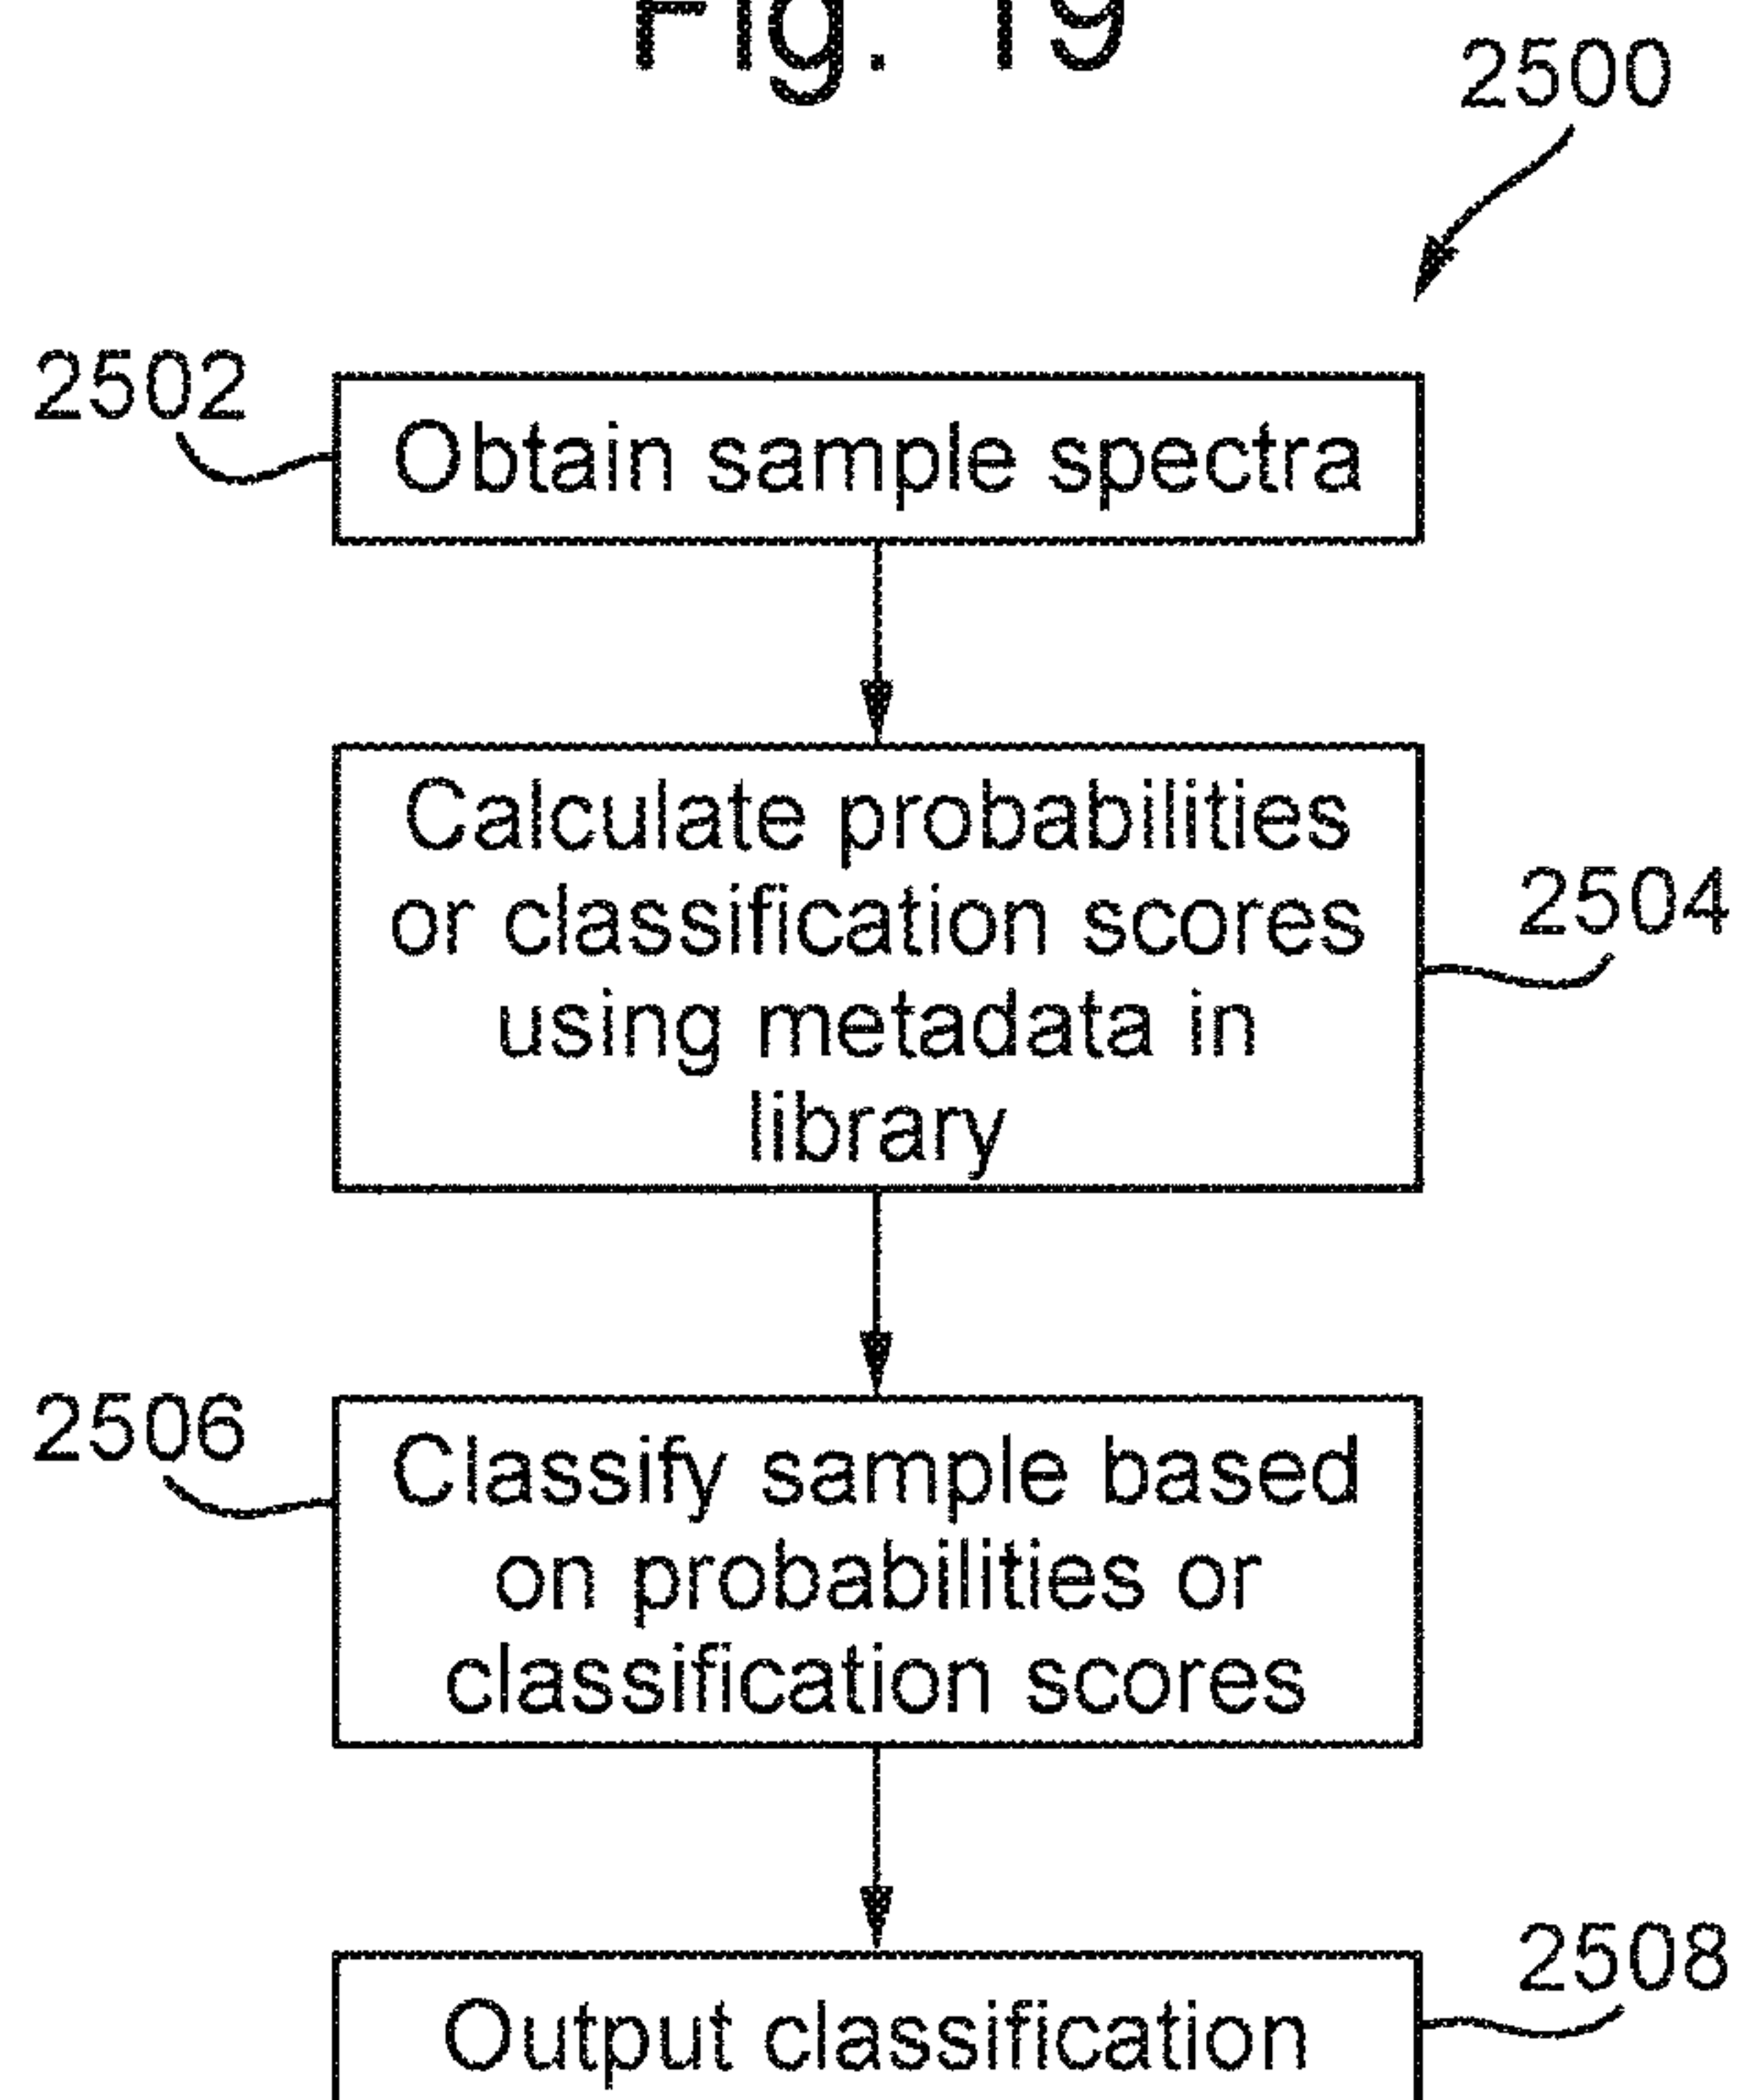 Fig. 19
2500
2502
Obtain sample spectra
Calculate probabilities
or classification scores
using metadata in
library
2504
2506
Classify sample based
on probabilities or
classification scores
2508
Output classification